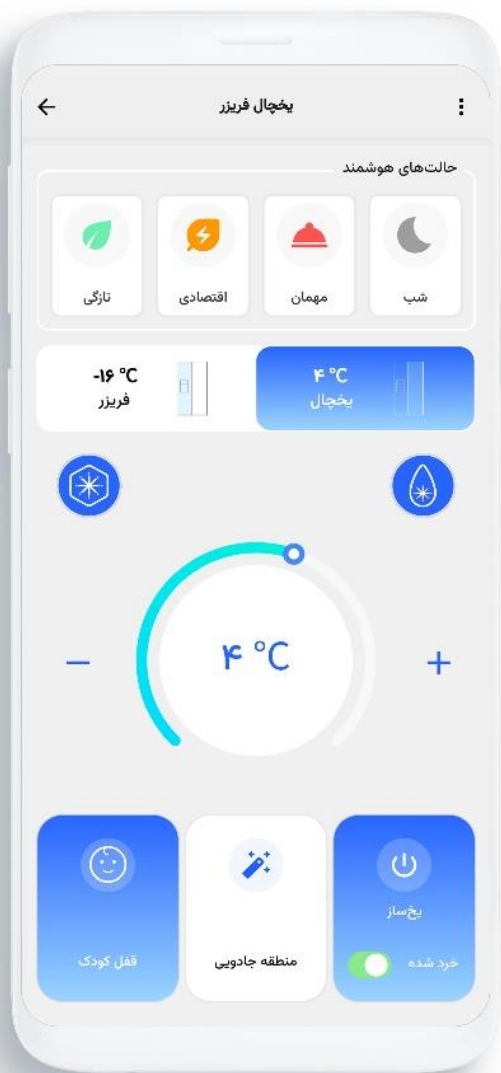 یخچال فریزر
حالت‌های هوشمند
شب
مهمان
اقتصادی
تازگی
۴ °C
یخچال
-۱۶ °C
فریزر
۴ °C
+
−
یخ‌ساز
خرد شده
منطقه جادویی
قفل کودک